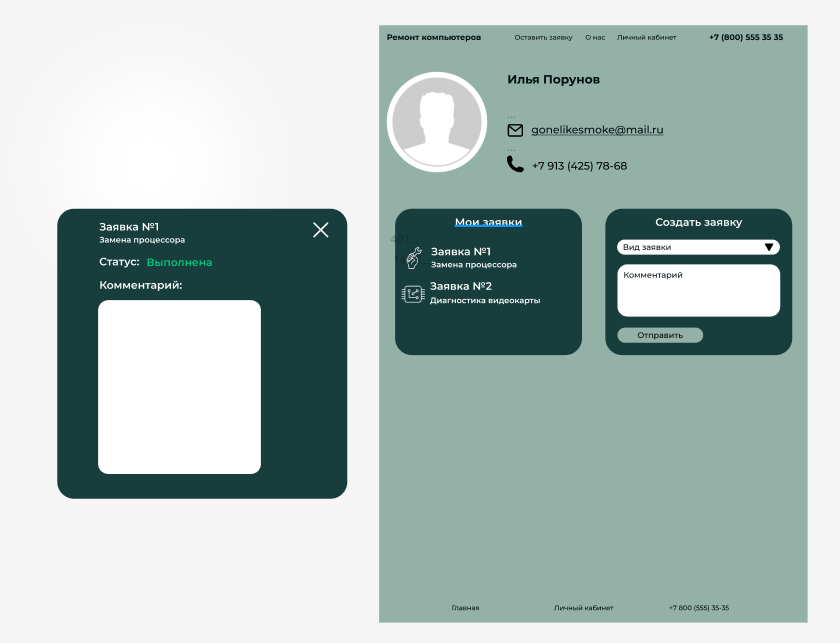 Ремонт компьютеров
Оставить заявку
О нас
Личный кабинет
+7 (800) 555 35 35
Илья Порунов
gonelikesmoke@mail.ru
+7 913 (425) 78-68
Заявка №1
Замена процессора
Статус: Выполнена
Комментарий:
Мои заявки
Заявка №1
Замена процессора
Заявка №2
Диагностика видеокарты
Создать заявку
Вид заявки
Комментарий
Отправить
Главная
Личный кабинет
+7 800 (555) 35-35